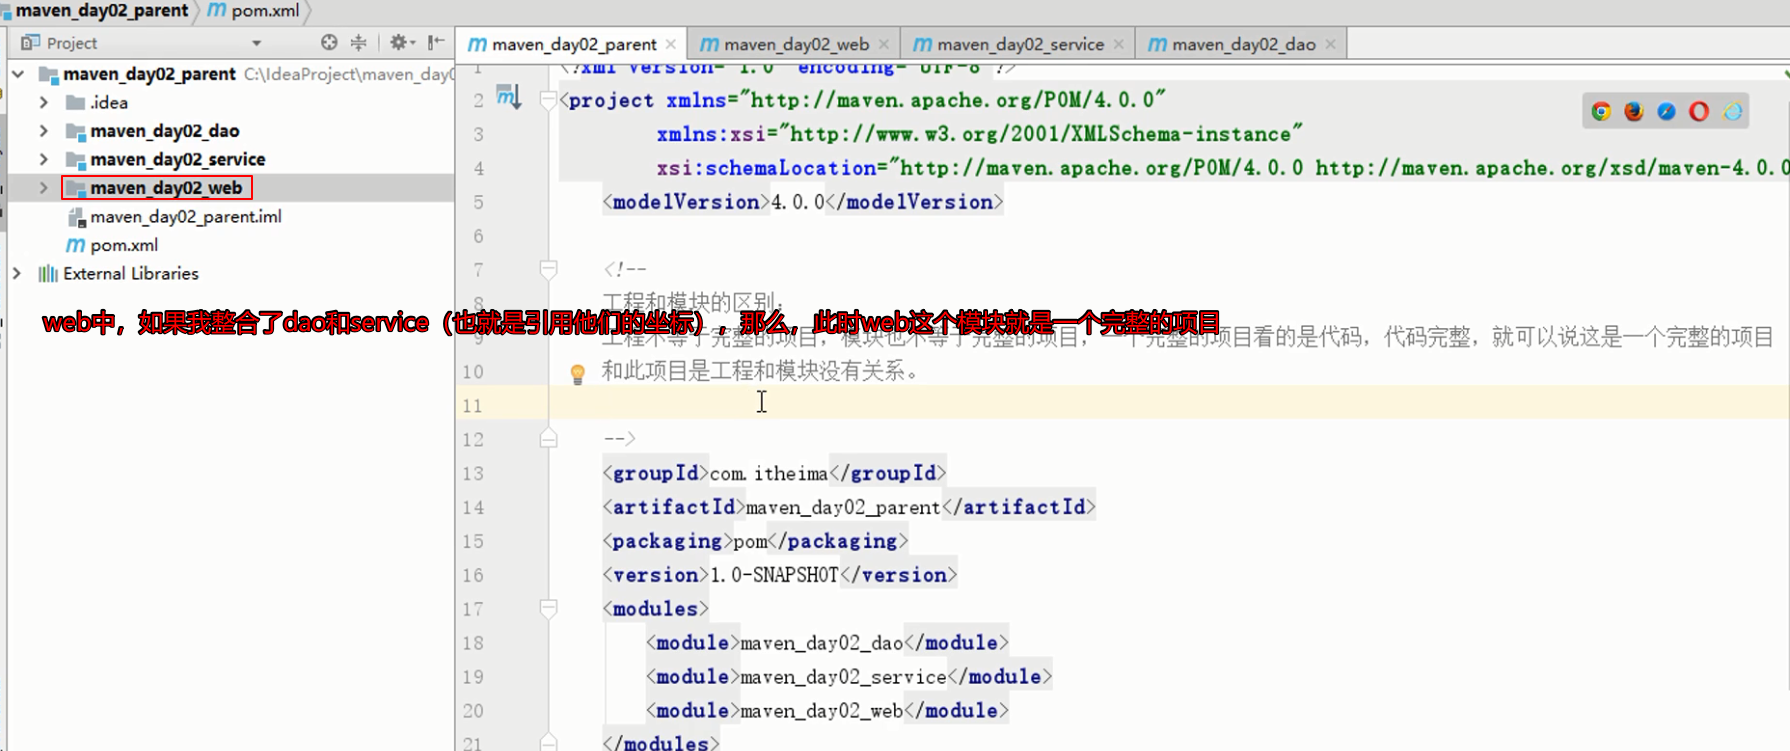 maven_day02_parent
pom.xml
Project
maven_day02_parent
maven_day02_web
maven_day02_service
maven_day02_dao
maven_day02_parent C:\IdeaProject\maven_day0
.idea
maven_day02_dao
maven_day02_service
maven_day02_web
maven_day02_parent.iml
pom.xml
External Libraries
web中，如果我整合了dao和service（也就是引用他们的坐标），那么，此时web这个模块就是一个完整的项目
1 <?xml version="1.0" encoding="UTF-8"?>
2 <project xmlns="http://maven.apache.org/POM/4.0.0"
3 xmlns:xsi="http://www.w3.org/2001/XMLSchema-instance"
4 xsi:schemaLocation="http://maven.apache.org/POM/4.0.0 http://maven.apache.org/xsd/maven-4.0.0
5 <modelVersion>4.0.0</modelVersion>
6
7 <!--
8 工程和模块的区别:
9 工程不等于完整的项目，模块也不等于完整的项目，一个完整的项目看的是代码，代码完整，就可以说这是一个完整的项目
10 和此项目是工程和模块没有关系。
11
12 -->
13 <groupId>com.itheima</groupId>
14 <artifactId>maven_day02_parent</artifactId>
15 <packaging>pom</packaging>
16 <version>1.0-SNAPSHOT</version>
17 <modules>
18 <module>maven_day02_dao</module>
19 <module>maven_day02_service</module>
20 <module>maven_day02_web</module>
21 </modules>